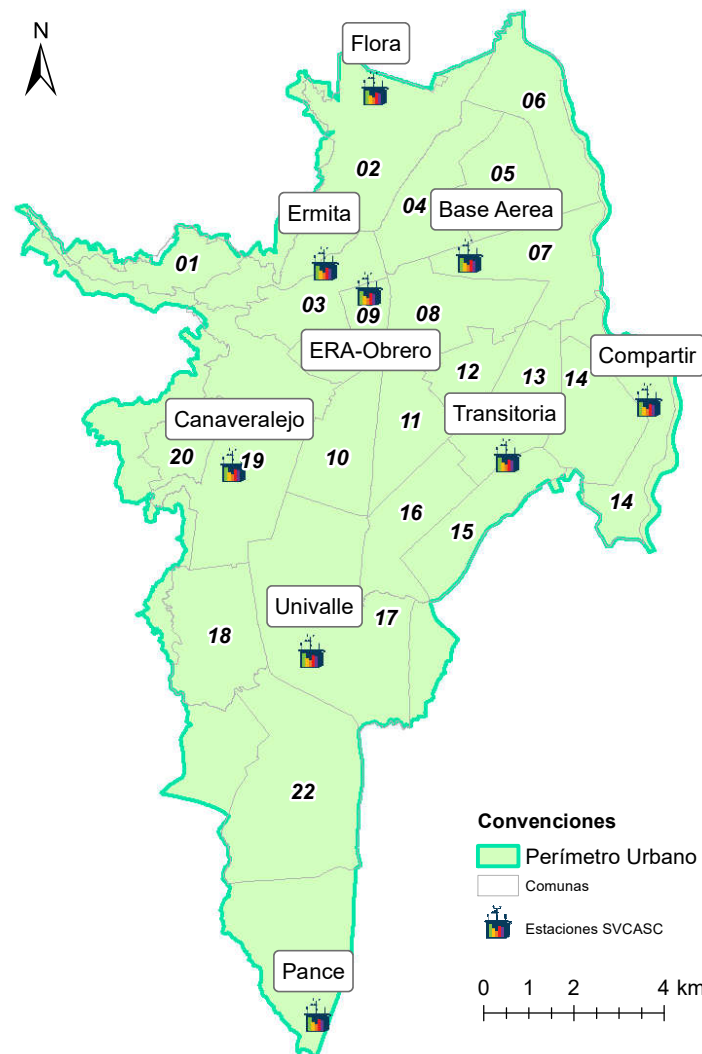 N
Flora
06
02
05
04
Ermita
Base Aerea
01
07
03
09
08
ERA-Obrero
Compartir
12
13
14
Canaveralejo
11
Transitoria
20
19
10
16
14
15
Univalle
17
18
22
Convenciones
Perímetro Urbano
Comunas
Estaciones SVCASC
Pance
0 1 2 4 km